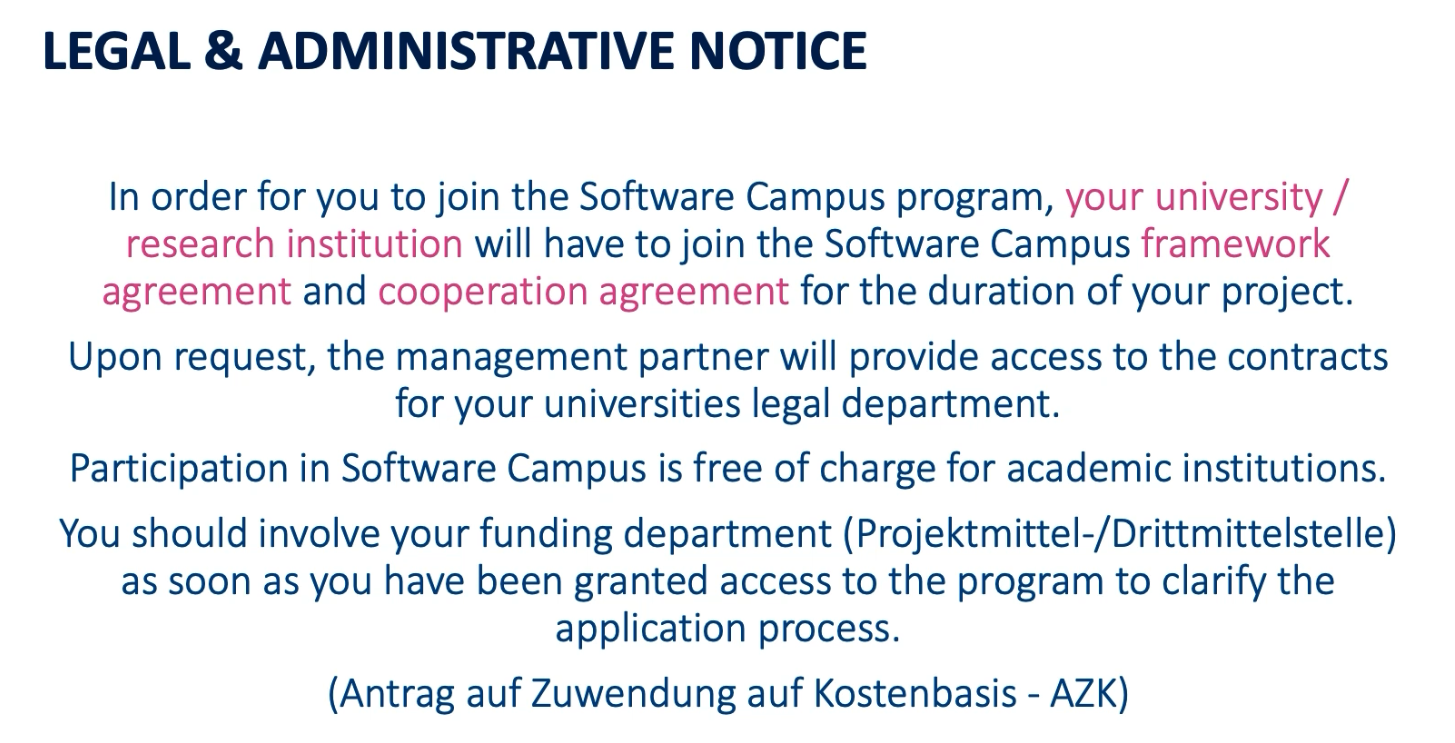 LEGAL & ADMINISTRATIVE NOTICE
In order for you to join the Software Campus program, your university /
research institution will have to join the Software Campus framework
agreement and cooperation agreement for the duration of your project.
Upon request, the management partner will provide access to the contracts
for your universities legal department.
Participation in Software Campus is free of charge for academic institutions.
You should involve your funding department (Projektmittel-/Drittmittelstelle)
as soon as you have been granted access to the program to clarify the
application process.
(Antrag auf Zuwendung auf Kostenbasis - AZK)